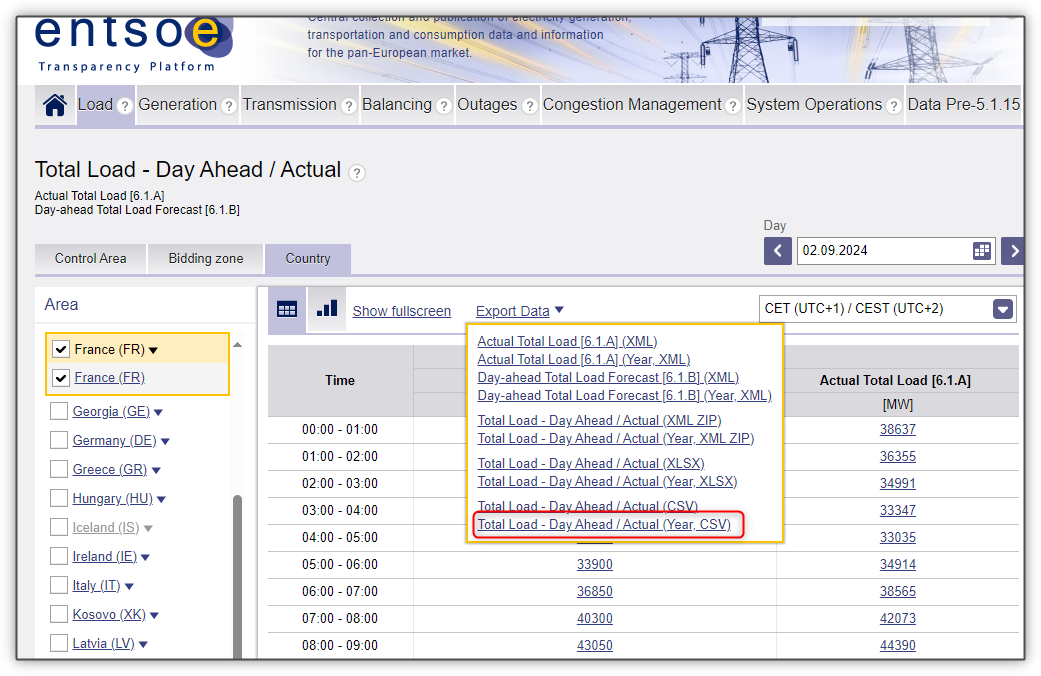 entsoe
Transparency Platform
Central collection and publication of electricity generation,
transportation and consumption data and information
for the pan-European market.
Load ? Generation ? Transmission ? Balancing ? Outages ? Congestion Management ? System Operations ? Data Pre-5.1.15
Total Load - Day Ahead / Actual ?
Actual Total Load [6.1.A]
Day-ahead Total Load Forecast [6.1.B]
Day
02.09.2024
Control Area Bidding zone Country
Area
France (FR)
France (FR)
Georgia (GE)
Germany (DE)
Greece (GR)
Hungary (HU)
Iceland (IS)
Ireland (IE)
Italy (IT)
Kosovo (XK)
Latvia (LV)
Show fullscreen Export Data
CET (UTC+1) / CEST (UTC+2)
Actual Total Load [6.1.A] (XML)
Actual Total Load [6.1.A] (Year, XML)
Day-ahead Total Load Forecast [6.1.B] (XML)
Day-ahead Total Load Forecast [6.1.B] (Year, XML)
Total Load - Day Ahead / Actual (XML ZIP)
Total Load - Day Ahead / Actual (Year, XML ZIP)
Total Load - Day Ahead / Actual (XLSX)
Total Load - Day Ahead / Actual (Year, XLSX)
Total Load - Day Ahead / Actual (CSV)
Total Load - Day Ahead / Actual (Year, CSV)
Time Actual Total Load [6.1.A]
[MW]
00:00 - 01:00 38637
01:00 - 02:00 36355
02:00 - 03:00 34991
03:00 - 04:00 33347
04:00 - 05:00 33035
05:00 - 06:00 33900 34914
06:00 - 07:00 36850 38565
07:00 - 08:00 40300 42073
08:00 - 09:00 43050 44390